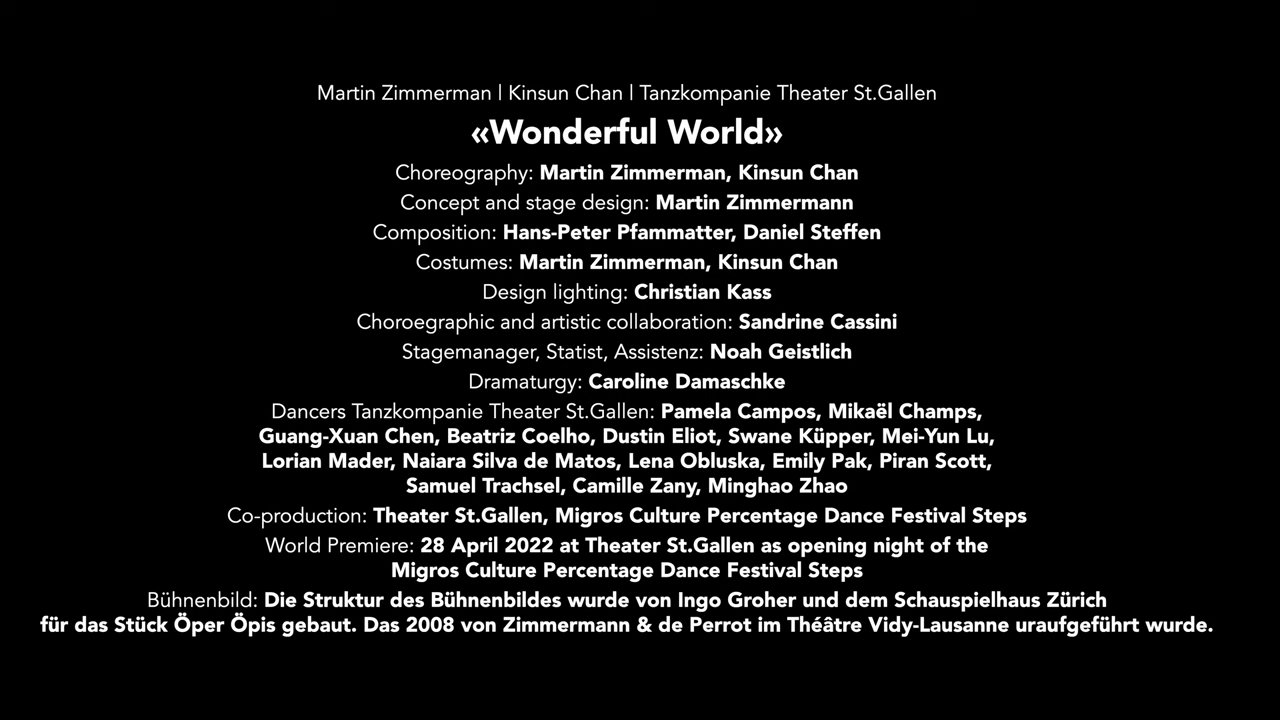 Martin Zimmerman | Kinsun Chan | Tanzkompanie Theater St.Gallen
«Wonderful World»
Choreography: Martin Zimmerman, Kinsun Chan
Concept and stage design: Martin Zimmermann
Composition: Hans-Peter Pfammatter, Daniel Steffen
Costumes: Martin Zimmerman, Kinsun Chan
Design lighting: Christian Kass
Choroegraphic and artistic collaboration: Sandrine Cassini
Stagemanager, Statist, Assistenz: Noah Geistlich
Dramaturgy: Caroline Damaschke
Dancers Tanzkompanie Theater St.Gallen: Pamela Campos, Mikaël Champs,
Guang-Xuan Chen, Beatriz Coelho, Dustin Eliot, Swane Küpper, Mei-Yun Lu,
Lorian Mader, Naiara Silva de Matos, Lena Obluska, Emily Pak, Piran Scott,
Samuel Trachsel, Camille Zany, Minghao Zhao
Co-production: Theater St.Gallen, Migros Culture Percentage Dance Festival Steps
World Premiere: 28 April 2022 at Theater St.Gallen as opening night of the
Migros Culture Percentage Dance Festival Steps
Bühnenbild: Die Struktur des Bühnenbildes wurde von Ingo Groher und dem Schauspielhaus Zürich
für das Stück Öper Öpis gebaut. Das 2008 von Zimmermann & de Perrot im Théâtre Vidy-Lausanne uraufgeführt wurde.